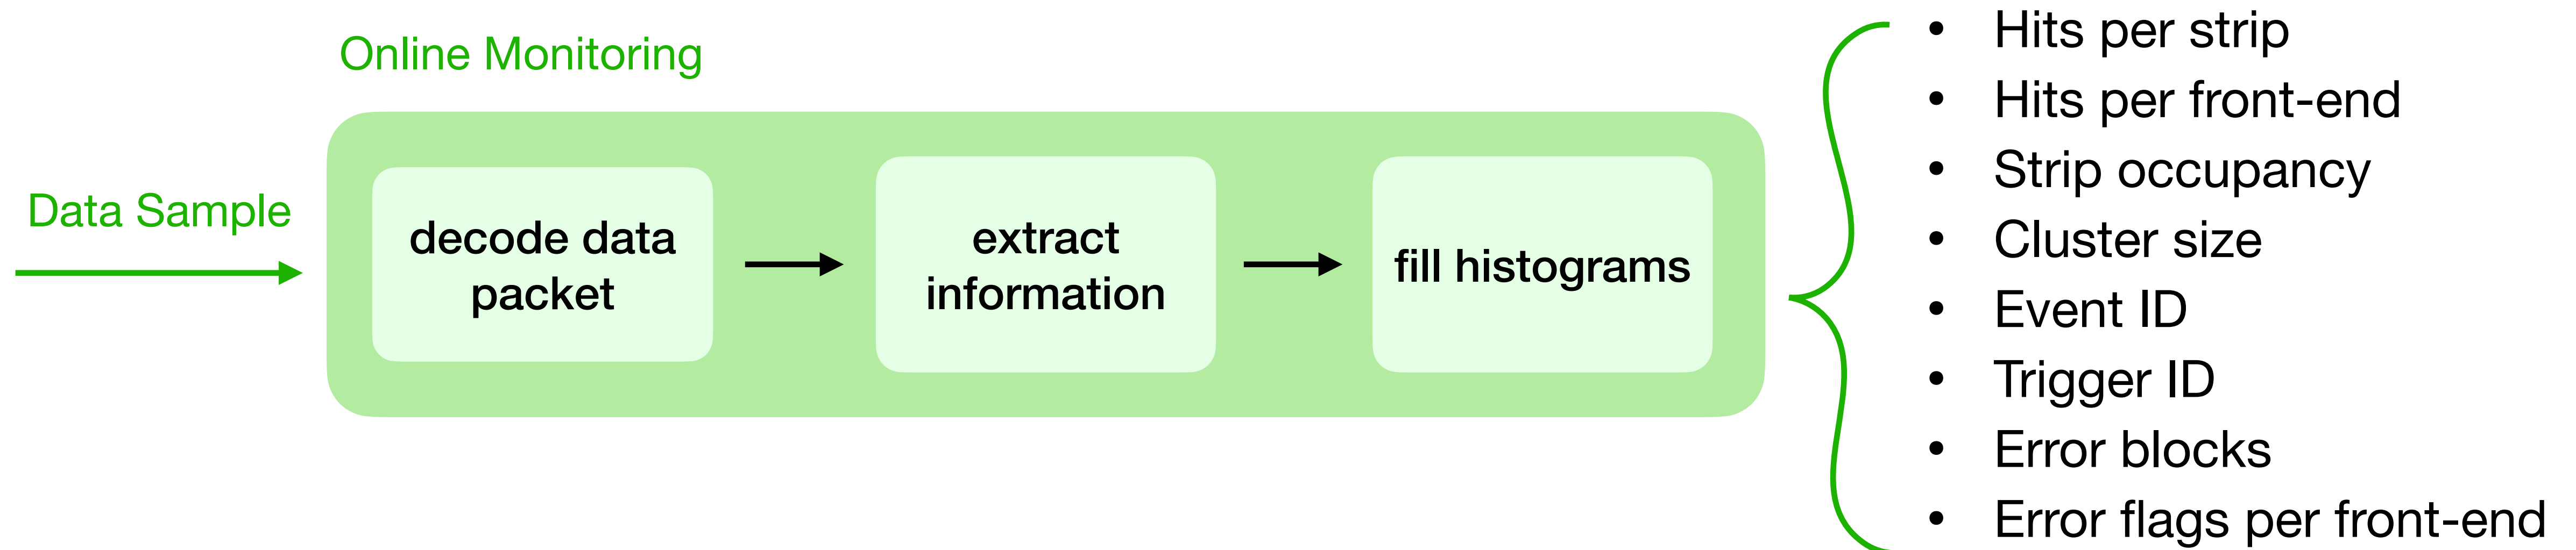 Online Monitoring
Data Sample
decode data
packet
extract
information
fill histograms
• Hits per strip
• Hits per front-end
• Strip occupancy
• Cluster size
• Event ID
• Trigger ID
• Error blocks
• Error flags per front-end